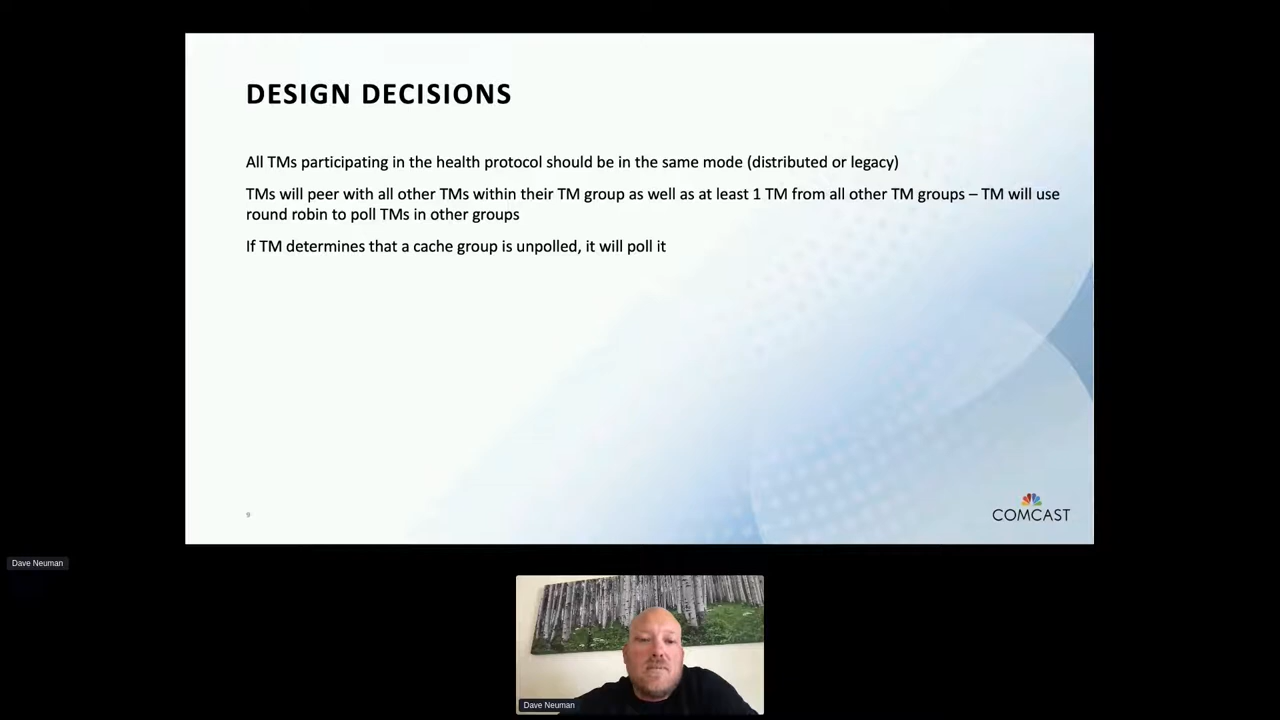 DESIGN DECISIONS
All TMs participating in the health protocol should be in the same mode (distributed or legacy)
TMs will peer with all other TMs within their TM group as well as at least 1 TM from all other TM groups – TM will use
round robin to poll TMs in other groups
If TM determines that a cache group is unpolled, it will poll it
9
COMCAST
Dave Neuman
Dave Neuman